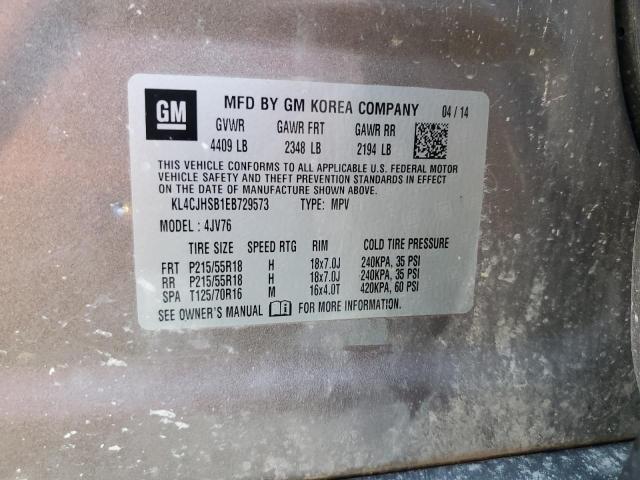 GM
MFD BY GM KOREA COMPANY 04 / 14
GVWR GAWR FRT GAWR RR
4409 LB 2348 LB 2194 LB
THIS VEHICLE CONFORMS TO ALL APPLICABLE U.S. FEDERAL MOTOR
VEHICLE SAFETY AND THEFT PREVENTION STANDARDS IN EFFECT
ON THE DATE OF MANUFACTURE SHOWN ABOVE.
KL4CJHSB1EB729573 TYPE: MPV
MODEL : 4JV76
TIRE SIZE SPEED RTG RIM COLD TIRE PRESSURE
FRT P215/55R18 H 18x7.0J 240KPA, 35 PSI
RR P215/55R18 H 18x7.0J 240KPA, 35 PSI
SPA T125/70R16 M 16x4.0T 420KPA, 60 PSI
SEE OWNER'S MANUAL FOR MORE INFORMATION.